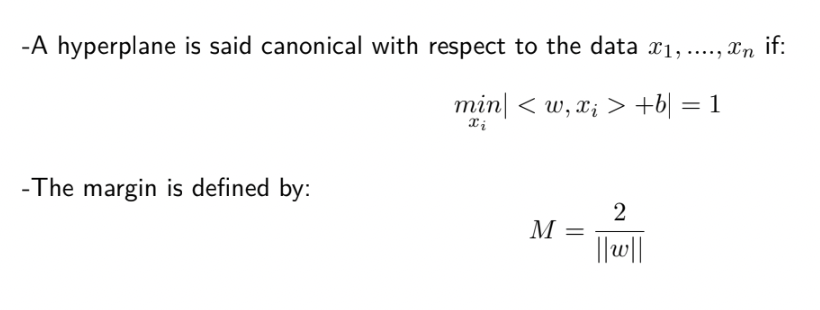 -A hyperplane is said canonical with respect to the data x₁, ...., xₙ if:
min| < w, xᵢ > +b| = 1
xᵢ
-The margin is defined by:
M = 2 / ||w||